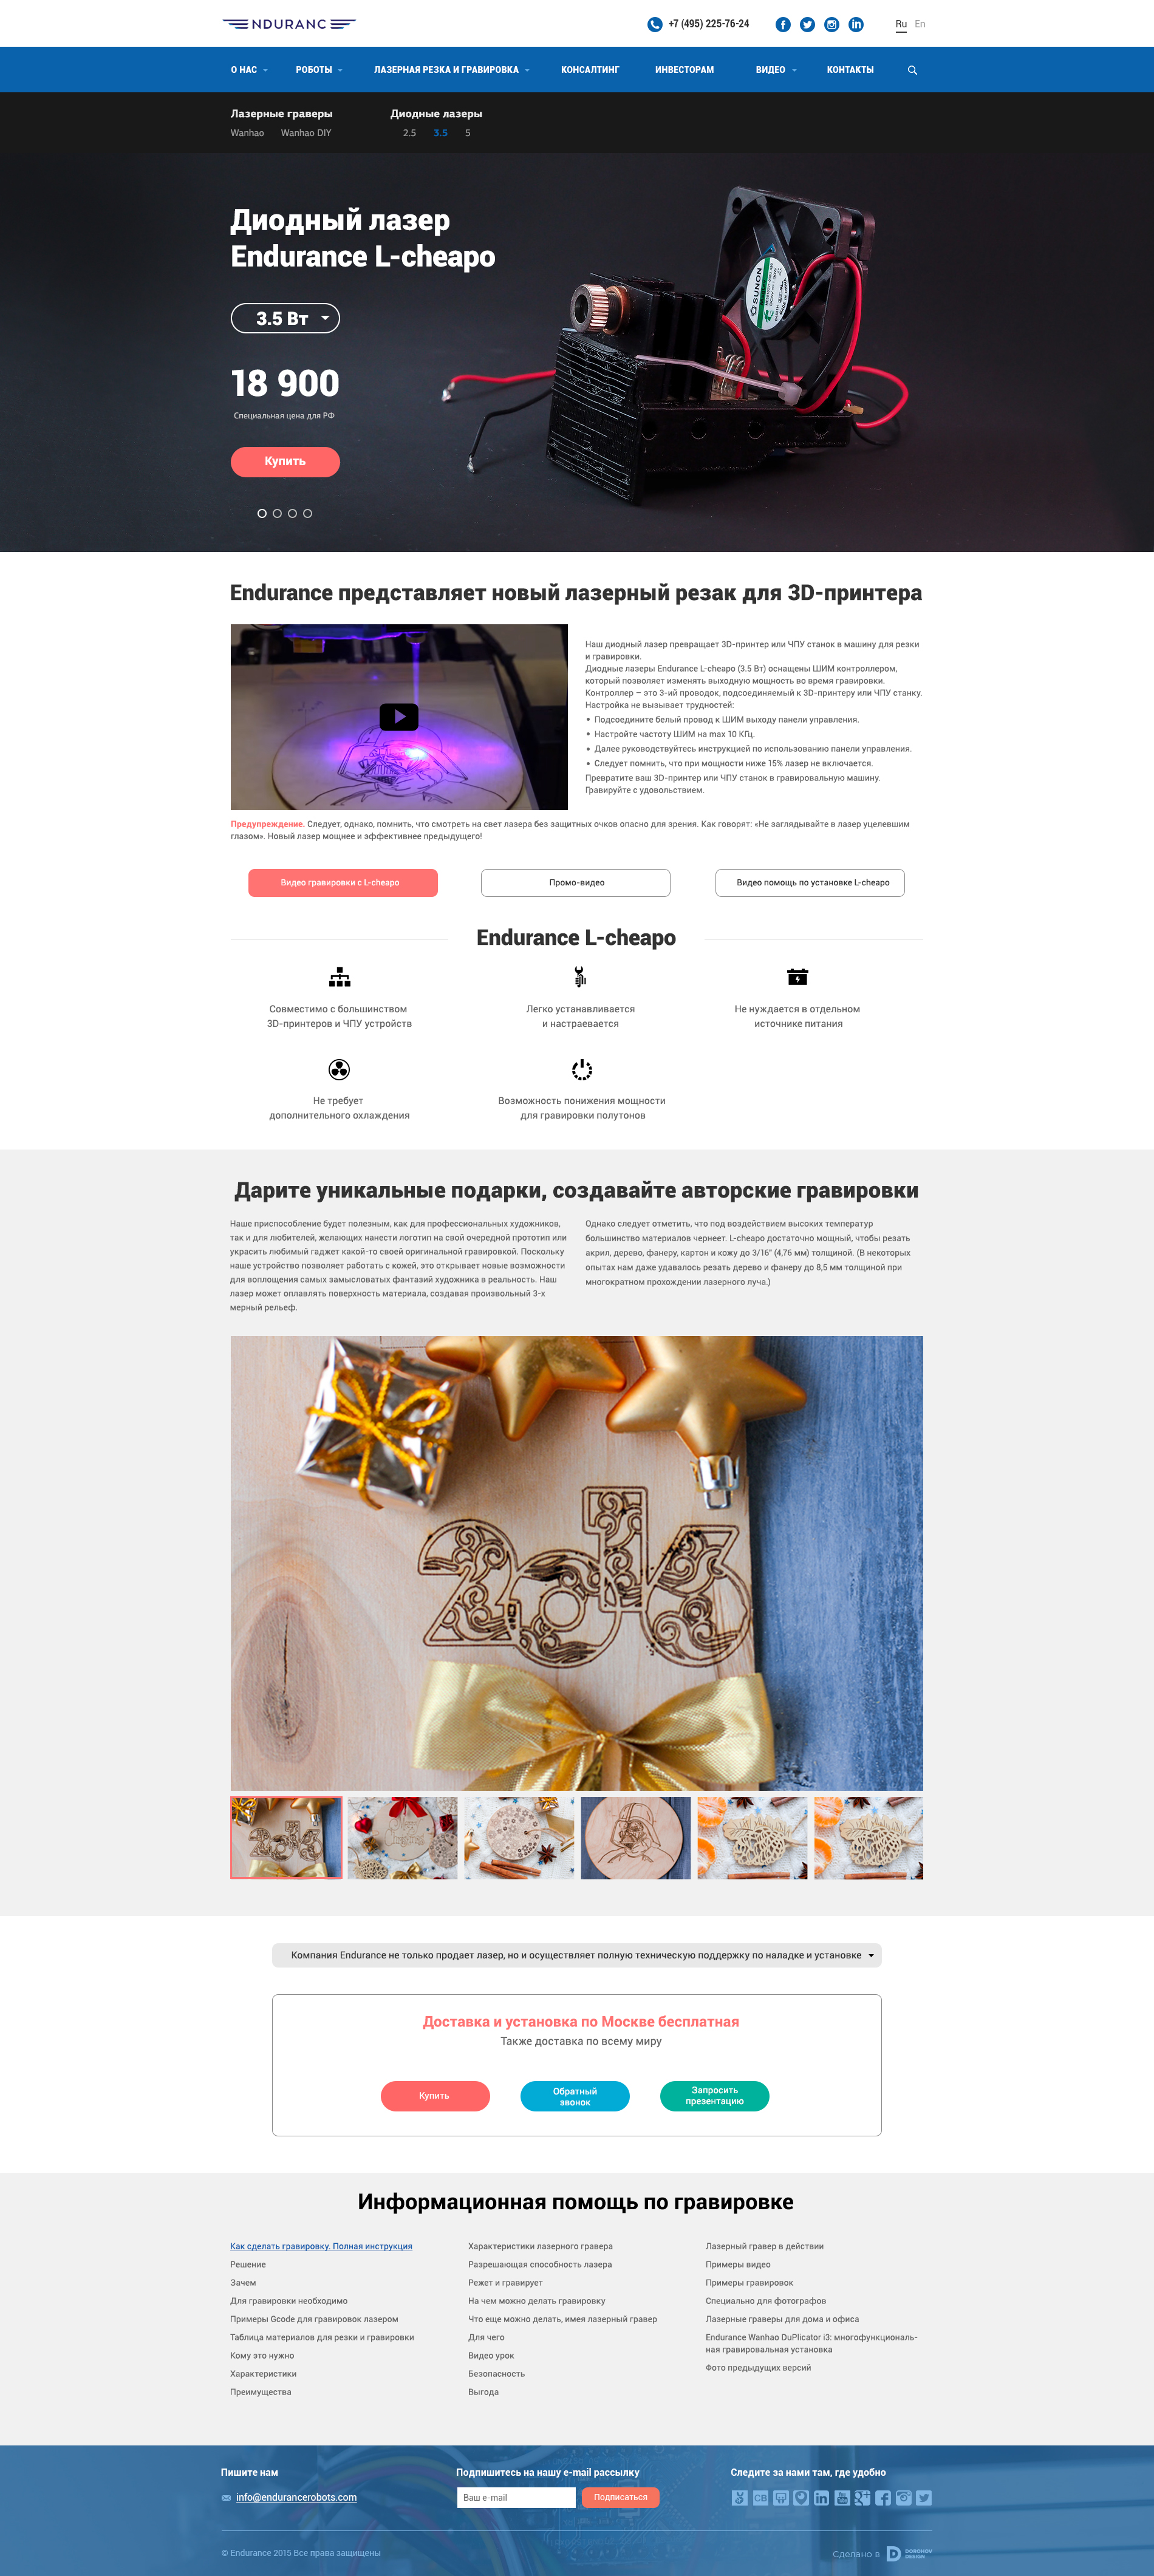 NDURANC
+7 (495) 225-76-24
Ru En
О НАС РОБОТЫ ЛАЗЕРНАЯ РЕЗКА И ГРАВИРОВКА КОНСАЛТИНГ ИНВЕСТОРАМ ВИДЕО КОНТАКТЫ
Лазерные граверы Диодные лазеры
Wanhao Wanhao DIY 2.5 3.5 5
Диодный лазер
Endurance L-cheapo
3.5 Вт
18 900
Специальная цена для РФ
Купить
SUNON
Endurance представляет новый лазерный резак для 3D-принтера
Наш диодный лазер превращает 3D-принтер или ЧПУ станок в машину для резки
и гравировки.
Диодные лазеры Endurance L-cheapo (3.5 Вт) оснащены ШИМ контроллером,
который позволяет изменять выходную мощность во время гравировки.
Контроллер – это 3-ий проводок, подсоединяемый к 3D-принтеру или ЧПУ станку.
Настройка не вызывает трудностей:
• Подсоедините белый провод к ШИМ выходу панели управления.
• Настройте частоту ШИМ на max 10 КГц.
• Далее руководствуйтесь инструкцией по использованию панели управления.
• Следует помнить, что при мощности ниже 15% лазер не включается.
Превратите ваш 3D-принтер или ЧПУ станок в гравировальную машину.
Гравируйте с удовольствием.
Предупреждение. Следует, однако, помнить, что смотреть на свет лазера без защитных очков опасно для зрения. Как говорят: «Не заглядывайте в лазер уцелевшим
глазом». Новый лазер мощнее и эффективнее предыдущего!
Видео гравировки с L-cheapo
Промо-видео
Видео помощь по установке L-cheapo
Endurance L-cheapo
Совместимо с большинством
3D-принтеров и ЧПУ устройств
Легко устанавливается
и настраевается
Не нуждается в отдельном
источнике питания
Не требует
дополнительного охлаждения
Возможность понижения мощности
для гравировки полутонов
Дарите уникальные подарки, создавайте авторские гравировки
Наше приспособление будет полезным, как для профессиональных художников,
так и для любителей, желающих нанести логотип на свой очередной прототип или
украсить любимый гаджет какой-то своей оригинальной гравировкой. Поскольку
наше устройство позволяет работать с кожей, это открывает новые возможности
для воплощения самых замысловатых фантазий художника в реальность. Наш
лазер может оплавлять поверхность материала, создавая произвольный 3-х
мерный рельеф.
Однако следует отметить, что под воздействием высоких температур
большинство материалов чернеет. L-cheapo достаточно мощный, чтобы резать
акрил, дерево, фанеру, картон и кожу до 3/16" (4,76 мм) толщиной. (В некоторых
опытах нам даже удавалось резать дерево и фанеру до 8,5 мм толщиной при
многократном прохождении лазерного луча.)
Компания Endurance не только продает лазер, но и осуществляет полную техническую поддержку по наладке и установке
Доставка и установка по Москве бесплатная
Также доставка по всему миру
Купить
Обратный
звонок
Запросить
презентацию
Информационная помощь по гравировке
Как сделать гравировку. Полная инструкция
Решение
Зачем
Для гравировки необходимо
Примеры Gcode для гравировок лазером
Таблица материалов для резки и гравировки
Кому это нужно
Характеристики
Преимущества
Характеристики лазерного гравера
Разрешающая способность лазера
Режет и гравирует
На чем можно делать гравировку
Что еще можно делать, имея лазерный гравер
Для чего
Видео урок
Безопасность
Выгода
Лазерный гравер в действии
Примеры видео
Примеры гравировок
Специально для фотографов
Лазерные граверы для дома и офиса
Endurance Wanhao DuPlicator i3: многофункциональ-
ная гравировальная установка
Фото предыдущих версий
Пишите нам
info@endurancerobots.com
Подпишитесь на нашу e-mail рассылку
Ваш e-mail
Подписаться
Следите за нами там, где удобно
© Endurance 2015 Все права защищены
Сделано в DOROHOV
DESIGN